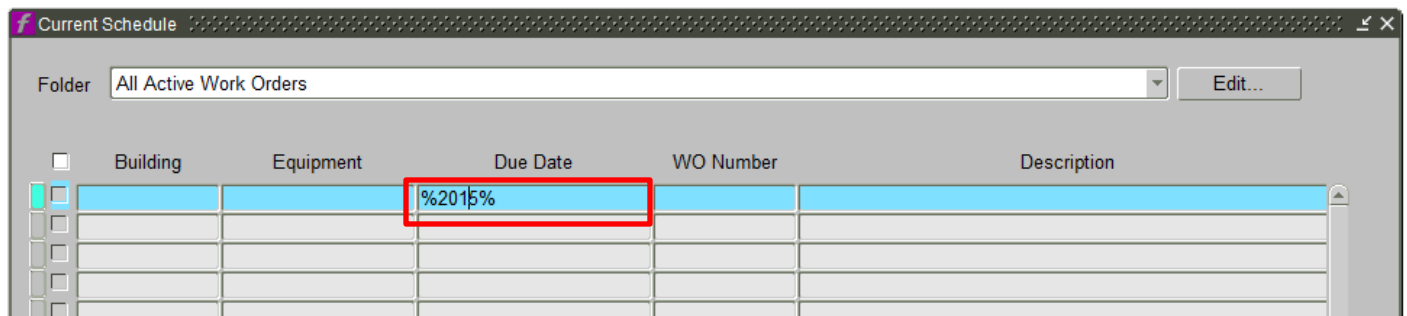 f Current Schedule
Folder All Active Work Orders Edit...
Building Equipment Due Date WO Number Description
%2015%